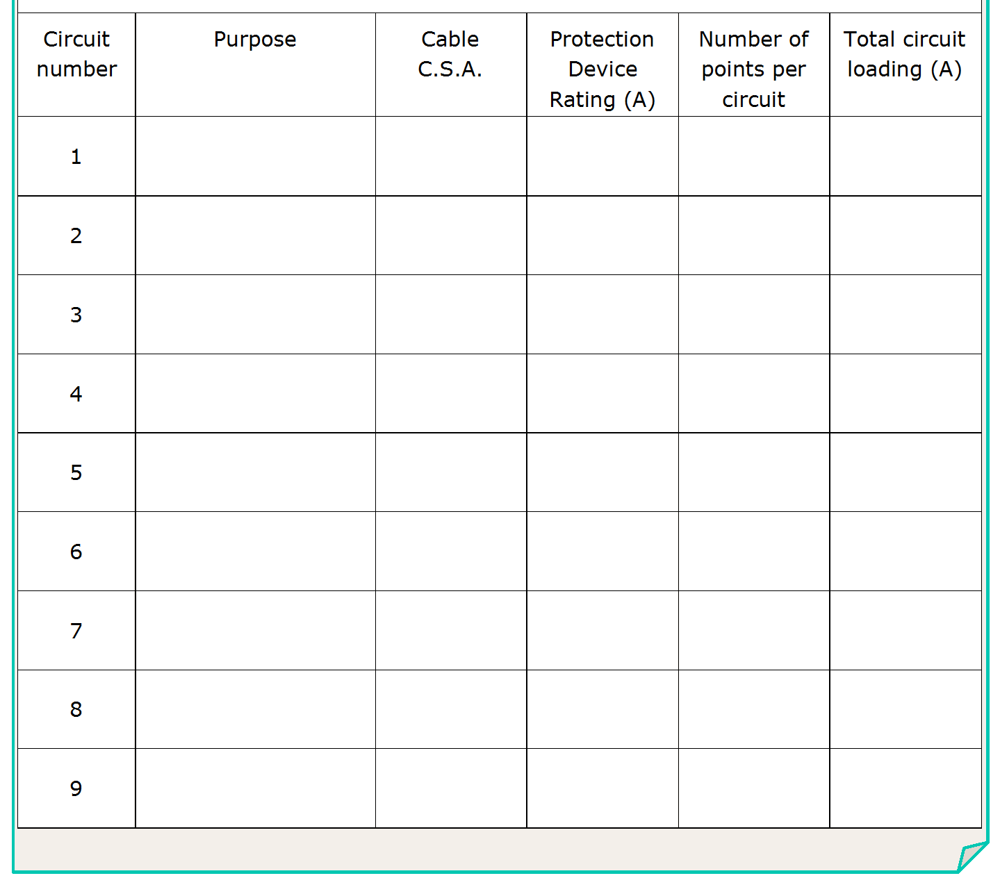 Circuit number
Purpose
Cable C.S.A.
Protection Device Rating (A)
Number of points per circuit
Total circuit loading (A)
1
2
3
4
5
6
7
8
9